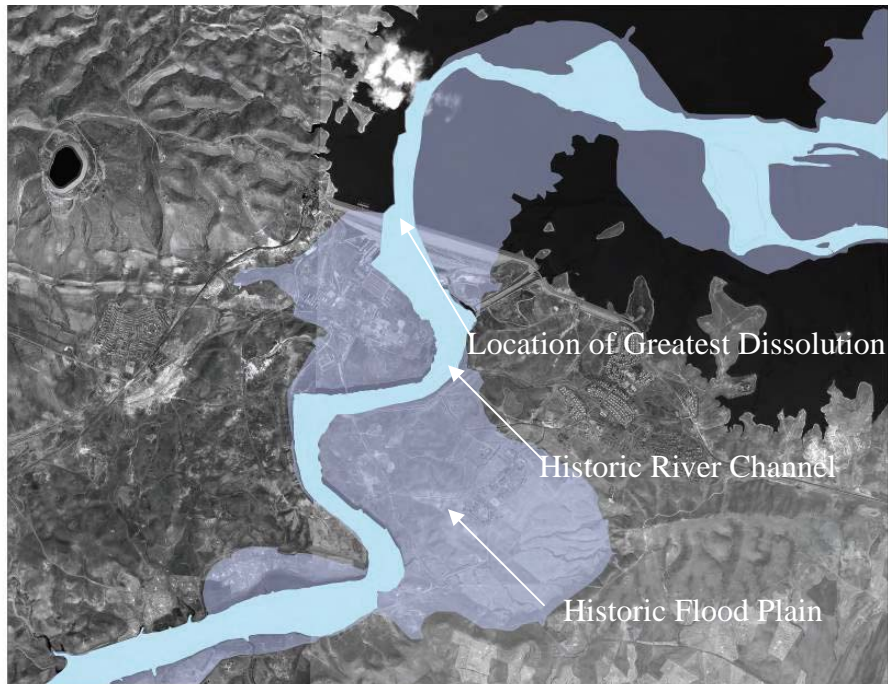 Location of Greatest Dissolution
Historic River Channel
Historic Flood Plain